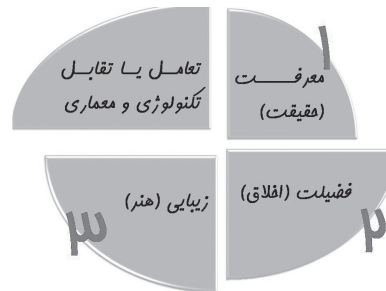 ۱
معرفت
(حقیقت)
تعامل یا تقابل
تکنولوژی و معماری
فضیلت (اخلاق)
۲
زیبایی (هنر)
۳